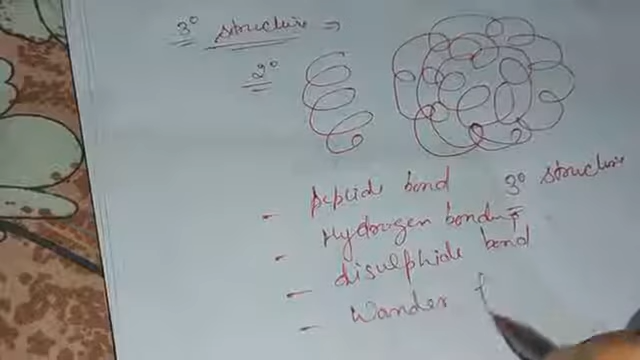 3° structure →
2°
- peptide bond
3° structure
- Hydrogen bond
- disulphide bond
- Wander f